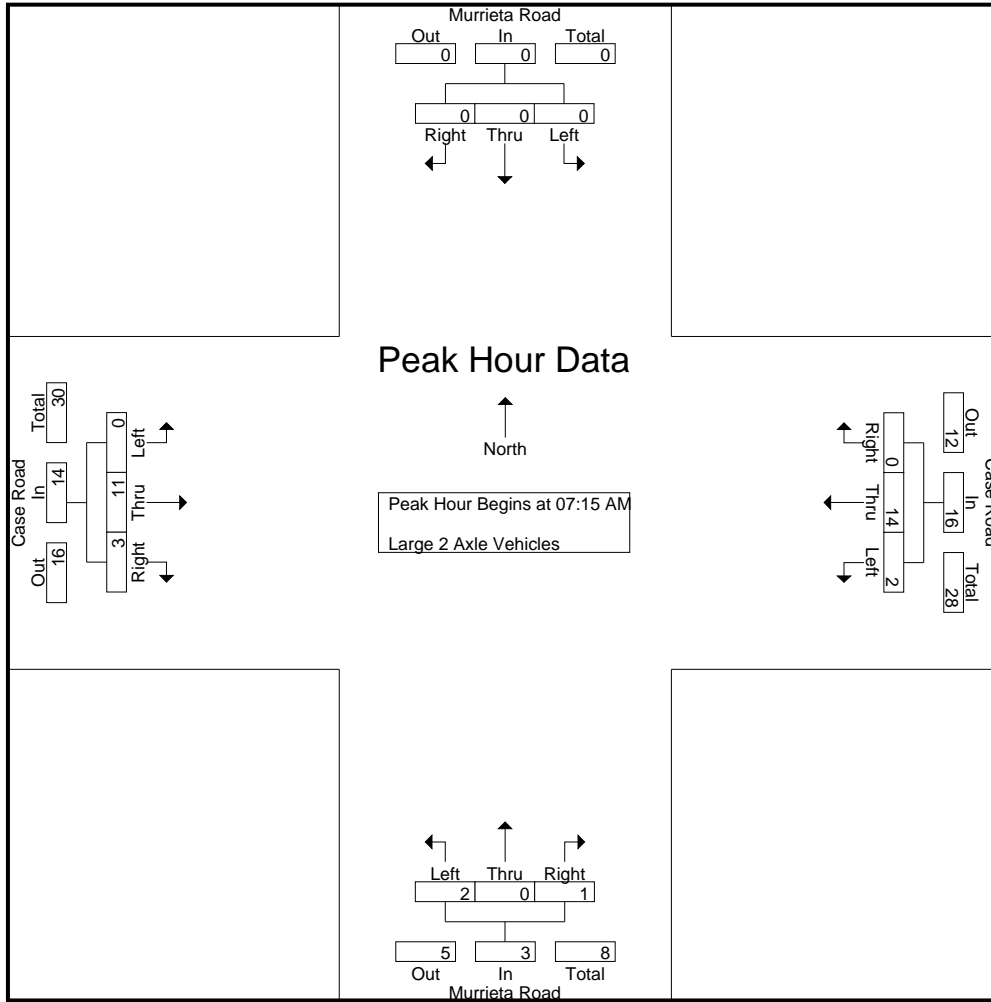 Murrieta Road
Out In Total
0 0 0
0 0 0
Right Thru Left
Peak Hour Data
North
Peak Hour Begins at 07:15 AM
Large 2 Axle Vehicles
Case Road
Total In Out
30 14 16
0 11 3
Left Thru Right
Case Road
Out In Total
12 16 28
0 14 2
Right Thru Left
Left Thru Right
2 0 1
5 3 8
Out In Total
Murrieta Road